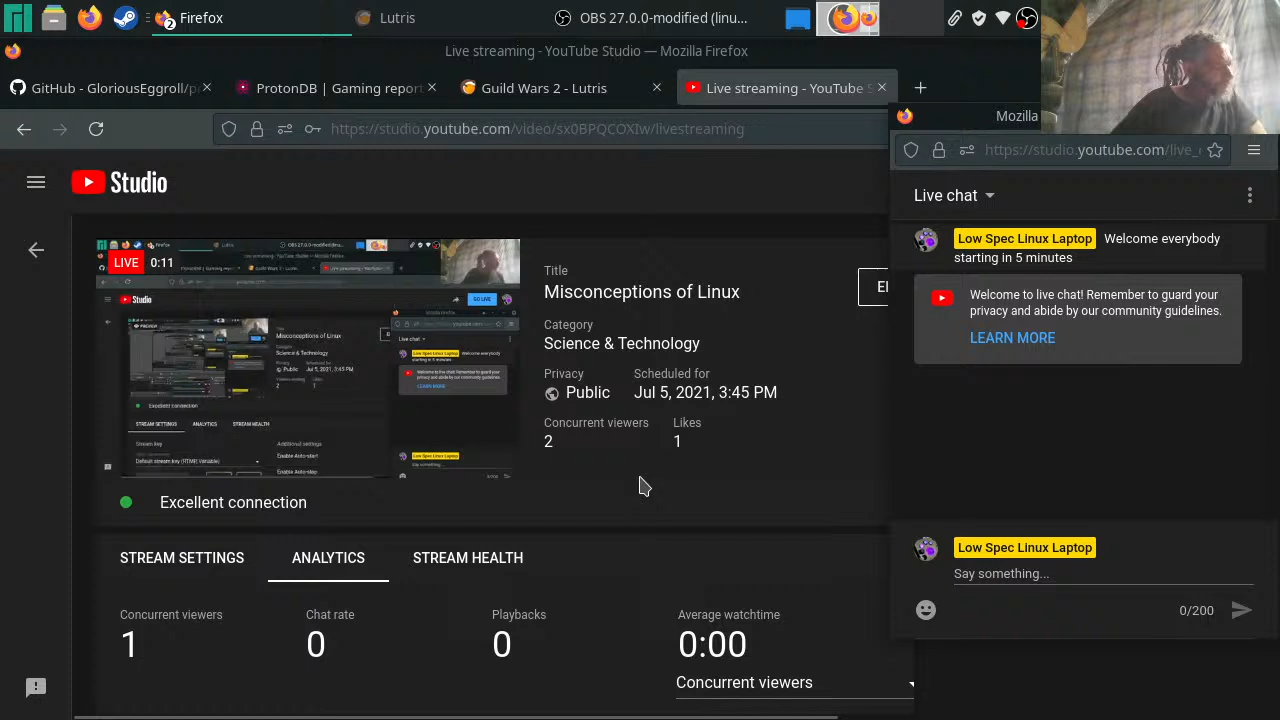 2 Firefox
Lutris
OBS 27.0.0-modified (linu...
Live streaming - YouTube Studio — Mozilla Firefox
GitHub - GloriousEggroll/p
ProtonDB | Gaming report
Guild Wars 2 - Lutris
Live streaming - YouTube S
https://studio.youtube.com/video/sx0BPQCOXIw/livestreaming
Studio
LIVE 0:11
Title
Misconceptions of Linux
Category
Science & Technology
Privacy
Public
Scheduled for
Jul 5, 2021, 3:45 PM
Concurrent viewers
2
Likes
1
Excellent connection
STREAM SETTINGS
ANALYTICS
STREAM HEALTH
Concurrent viewers
1
Chat rate
0
Playbacks
0
Average watchtime
0:00
Concurrent viewers
Mozilla
https://studio.youtube.com/live_
Live chat
Low Spec Linux Laptop Welcome everybody
starting in 5 minutes
Welcome to live chat! Remember to guard your
privacy and abide by our community guidelines.
LEARN MORE
Low Spec Linux Laptop
Say something...
0/200